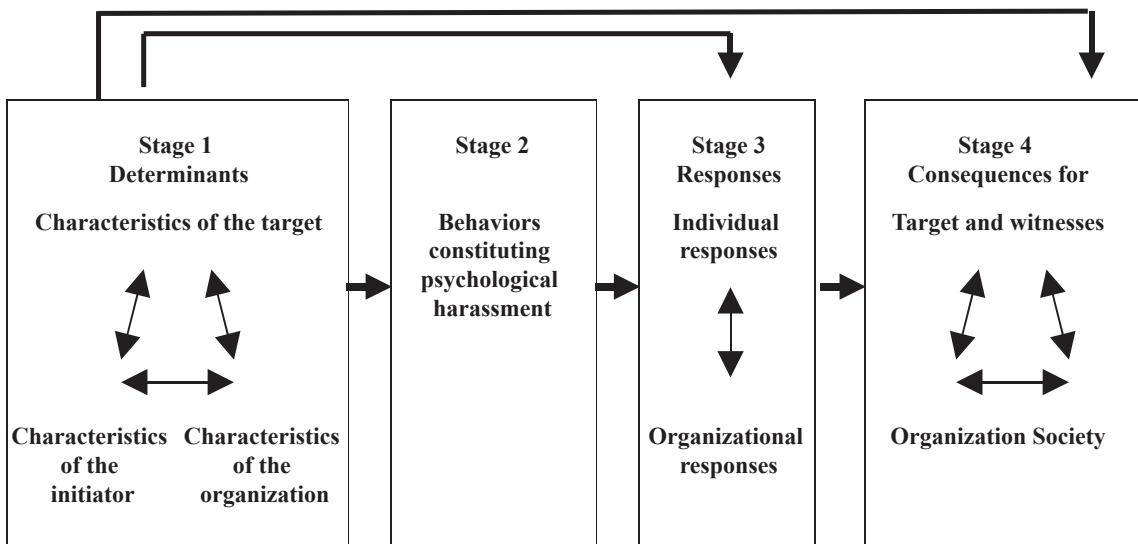 Stage 1
Determinants
Characteristics of the target
Characteristics
of the
initiator
Characteristics
of the
organization
Stage 2
Behaviors
constituting
psychological
harassment
Stage 3
Responses
Individual
responses
Organizational
responses
Stage 4
Consequences for
Target and witnesses
Organization Society